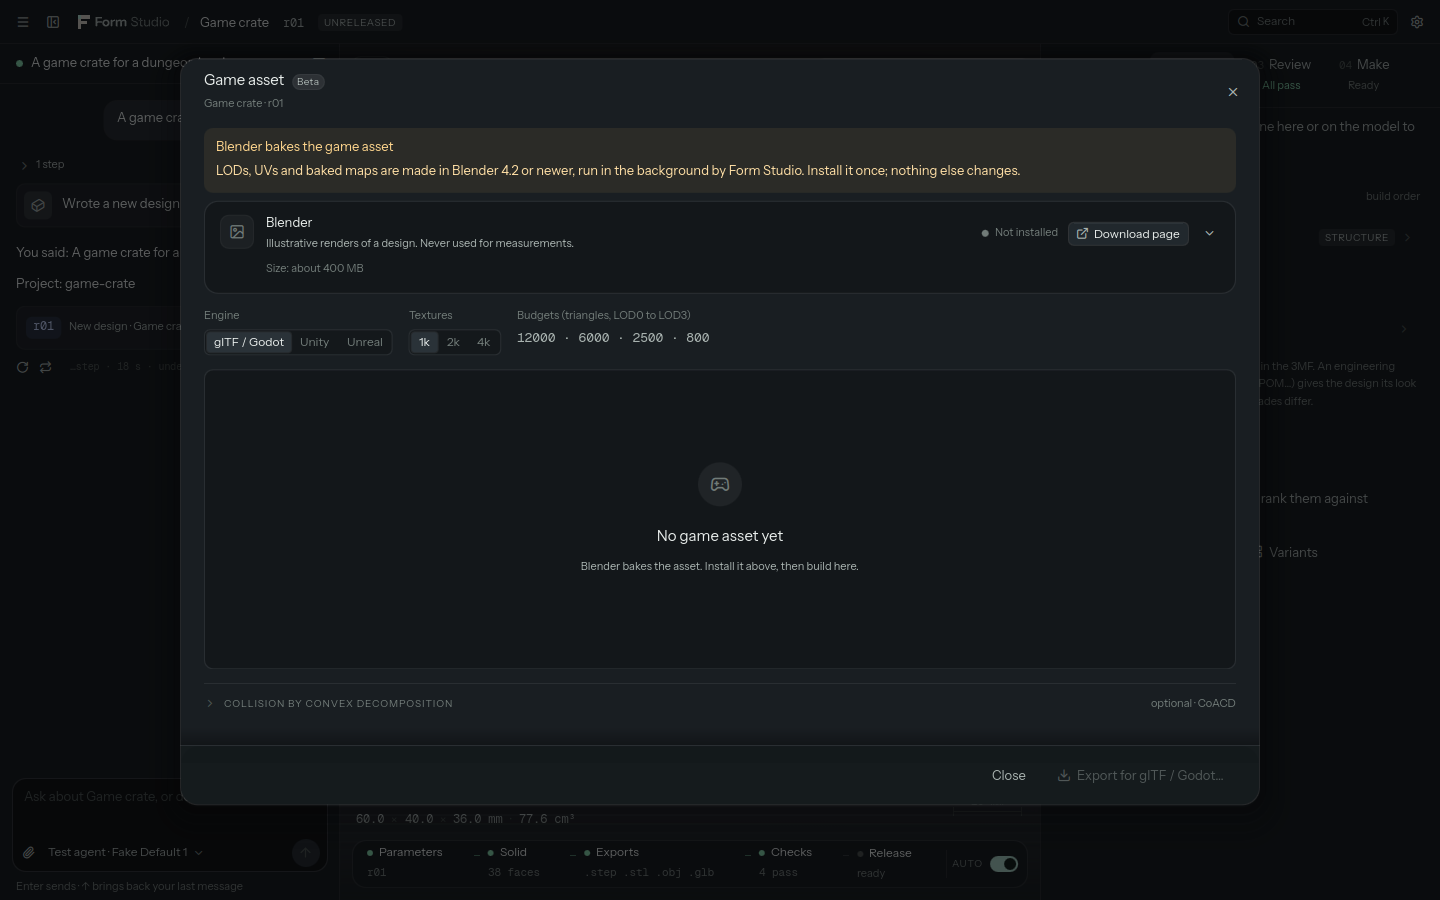 Form Studio / Game crate r01 UNRELEASED
Search Ctrl K
A game crate for a
Review
04 Make
All pass
Ready
Game asset Beta
Game crate · r01
A game
1 step
Wrote a new design
You said: A game crate for a
Project: game-crate
r01 New design · Game
…step · 18 s ·
Blender bakes the game asset
LODs, UVs and baked maps are made in Blender 4.2 or newer, run in the background by Form Studio. Install it once; nothing else changes.
Blender
Illustrative renders of a design. Never used for measurements.
Size: about 400 MB
Not installed
Download page
Engine
glTF / Godot Unity Unreal
Textures
1k 2k 4k
Budgets (triangles, LOD0 to LOD3)
12000 · 6000 · 2500 · 800
No game asset yet
Blender bakes the asset. Install it above, then build here.
COLLISION BY CONVEX DECOMPOSITION
optional · CoACD
Close
Export for glTF / Godot...
here or on the model to
build order
STRUCTURE
in the 3MF. An engineering
POM...) gives the design its look
differ.
rank them against
Variants
Ask about Game crate, or
Test agent · Fake Default 1
Enter sends · ↑ brings back your last message
60.0 · 40.0 · 36.0 mm 77.6 cm³
Parameters
r01
Solid
38 faces
Exports
.step .stl .obj .glb
Checks
4 pass
Release
ready
AUTO